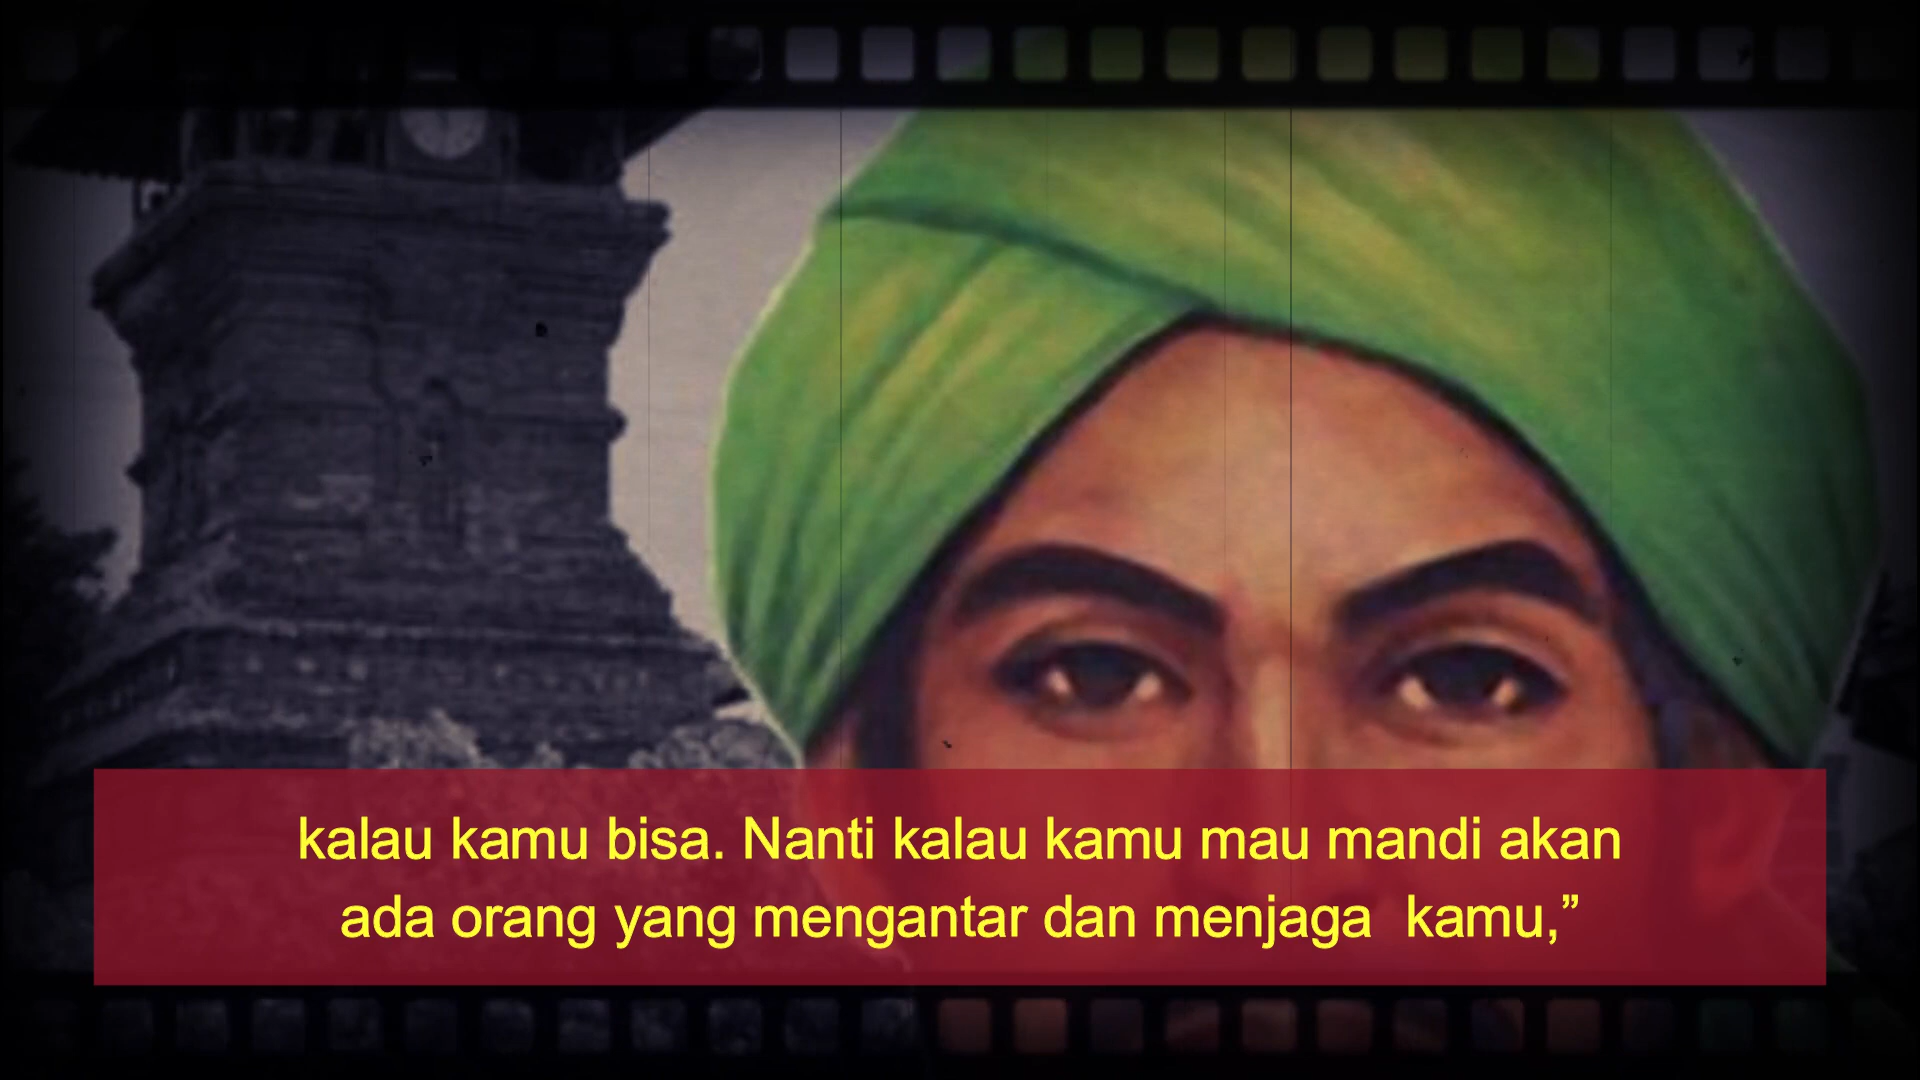 kalau kamu bisa. Nanti kalau kamu mau mandi akan
ada orang yang mengantar dan menjaga  kamu,”